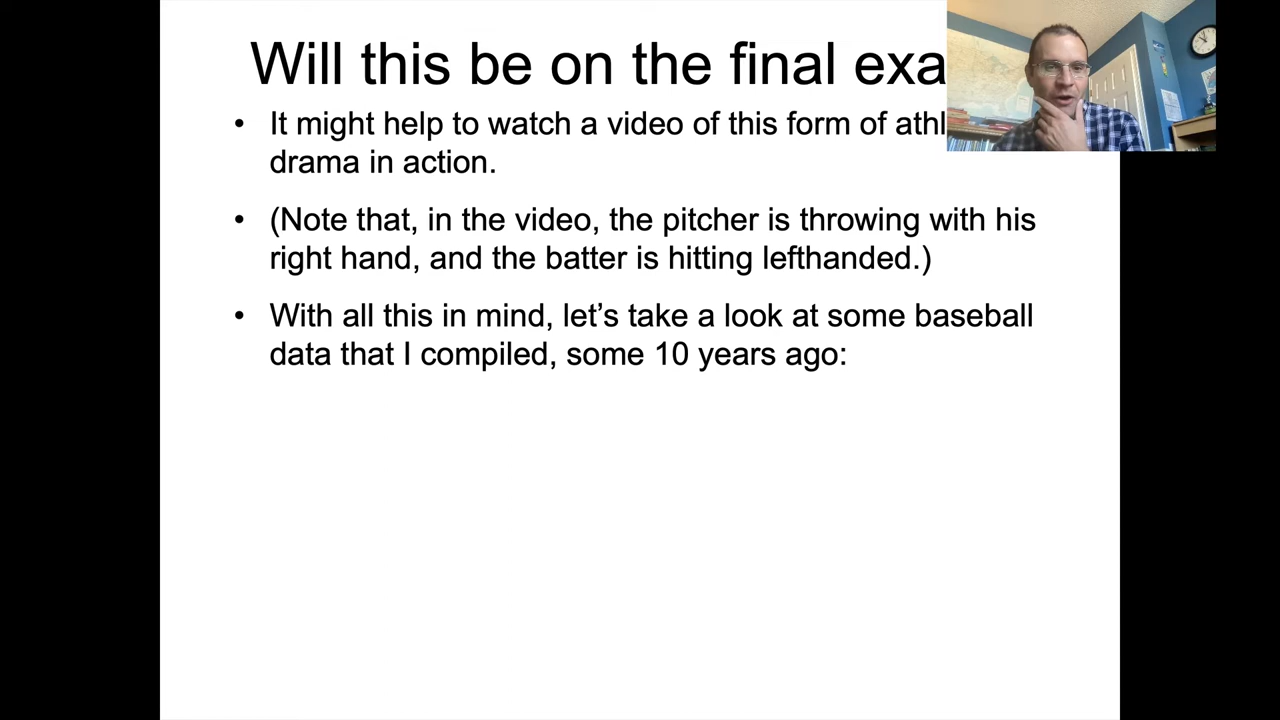 Will this be on the final exa
• It might help to watch a video of this form of athl
drama in action.
• (Note that, in the video, the pitcher is throwing with his
right hand, and the batter is hitting lefthanded.)
• With all this in mind, let’s take a look at some baseball
data that I compiled, some 10 years ago: